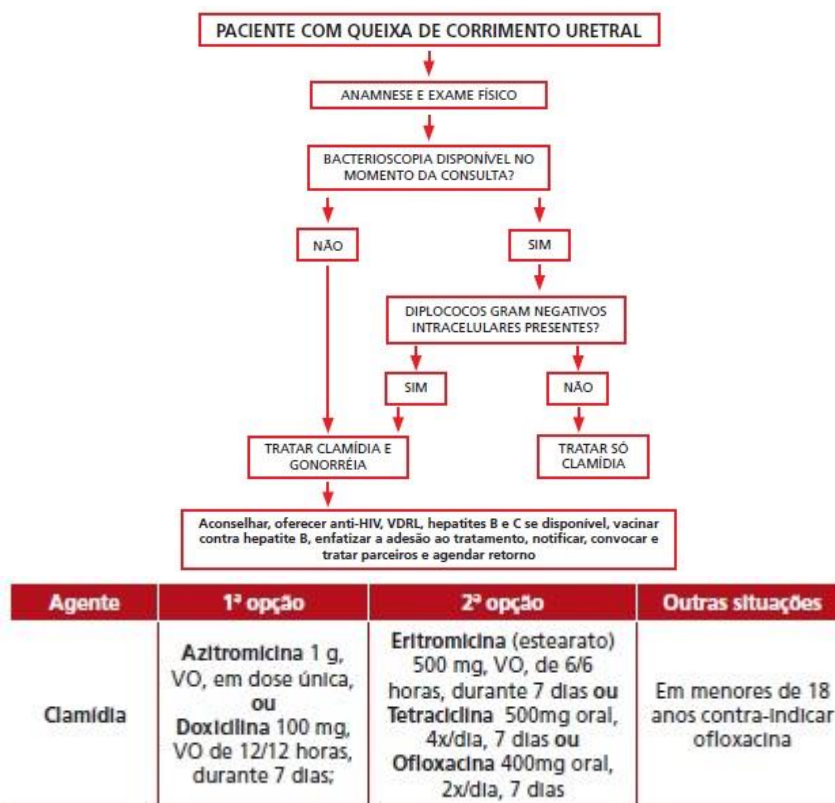 PACIENTE COM QUEIXA DE CORRIMENTO URETRAL
ANAMNESE E EXAME FÍSICO
BACTERIOSCOPIA DISPONÍVEL NO
MOMENTO DA CONSULTA?
NÃO
SIM
DIPLOCOCOS GRAM NEGATIVOS
INTRACELULARES PRESENTES?
SIM
NÃO
TRATAR CLAMÍDIA E
GONORRÉIA
TRATAR SÓ
CLAMÍDIA
Aconselhar, oferecer anti-HIV, VDRL, hepatites B e C se disponível, vacinar
contra hepatite B, enfatizar a adesão ao tratamento, notificar, convocar e
tratar parceiros e agendar retorno
Agente
1ª opção
2ª opção
Outras situações
Clamídia
Azitromicina 1 g,
VO, em dose única,
ou
Doxicilina 100 mg,
VO de 12/12 horas,
durante 7 dias;
Eritromicina (estearato)
500 mg, VO, de 6/6
horas, durante 7 dias ou
Tetraciclina 500mg oral,
4x/dia, 7 dias ou
Ofloxacina 400mg oral,
2x/dia, 7 dias
Em menores de 18
anos contra-indicar
ofloxacina